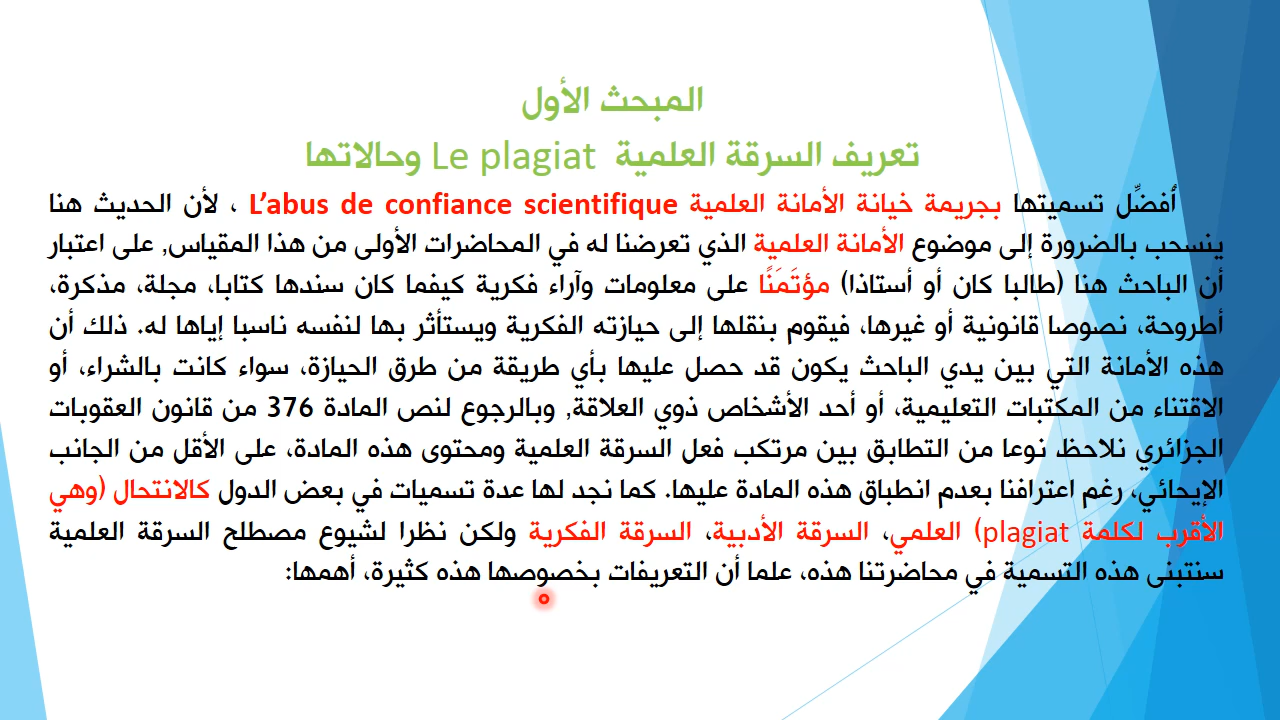 المبحث الأول
تعريف السرقة العلمية Le plagiat وحالاتها
أفضِّل تسميتها بجريمة خيانة الأمانة العلمية L’abus de confiance scientifique ، لأن الحديث هنا
ينسحب بالضرورة إلى موضوع الأمانة العلمية الذي تعرضنا له في المحاضرات الأولى من هذا المقياس, على اعتبار
أن الباحث هنا (طالبا كان أو أستاذا) مؤتَمَنًا على معلومات وآراء فكرية كيفما كان سندها كتابا، مجلة، مذكرة،
أطروحة، نصوصا قانونية أو غيرها، فيقوم بنقلها إلى حيازته الفكرية ويستأثر بها لنفسه ناسبا إياها له. ذلك أن
هذه الأمانة التي بين يدي الباحث يكون قد حصل عليها بأي طريقة من طرق الحيازة، سواء كانت بالشراء، أو
الاقتناء من المكتبات التعليمية، أو أحد الأشخاص ذوي العلاقة, وبالرجوع لنص المادة 376 من قانون العقوبات
الجزائري نلاحظ نوعا من التطابق بين مرتكب فعل السرقة العلمية ومحتوى هذه المادة، على الأقل من الجانب
الإيحائي، رغم اعترافنا بعدم انطباق هذه المادة عليها. كما نجد لها عدة تسميات في بعض الدول كالانتحال (وهي
الأقرب لكلمة plagiat) العلمي، السرقة الأدبية، السرقة الفكرية ولكن نظرا لشيوع مصطلح السرقة العلمية
سنتبنى هذه التسمية في محاضرتنا هذه، علما أن التعريفات بخصوصها هذه كثيرة، أهمها: